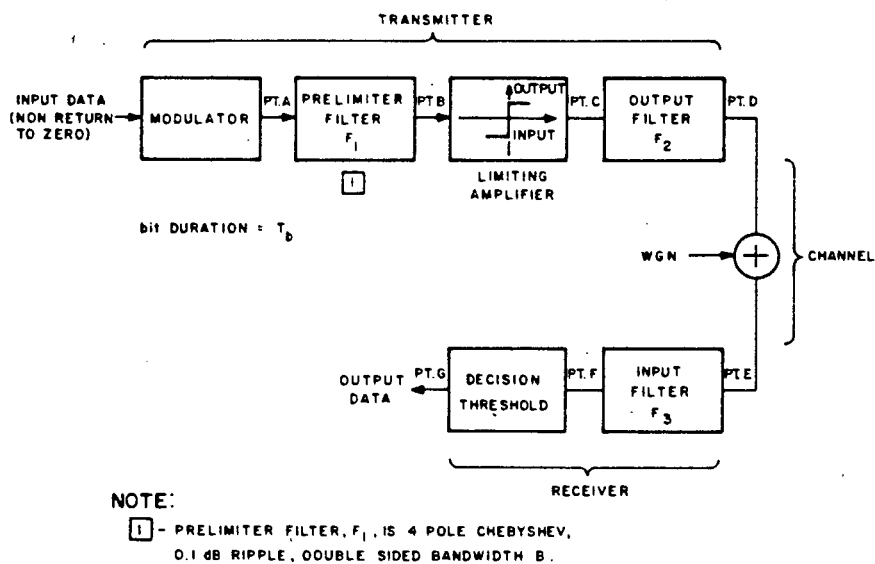 TRANSMITTER
INPUT DATA
(NON RETURN
TO ZERO)
MODULATOR
PT. A
PRELIMITER
FILTER
F1
1
PT B
OUTPUT
INPUT
LIMITING
AMPLIFIER
PT. C
OUTPUT
FILTER
F2
PT. D
bit DURATION = Tb
WGN
+
CHANNEL
OUTPUT
DATA
PT. G
DECISION
THRESHOLD
PT. F
INPUT
FILTER
F3
PT. E
RECEIVER
NOTE:
1 - PRELIMITER FILTER, F1, IS 4 POLE CHEBYSHEV,
0.1 dB RIPPLE, DOUBLE SIDED BANDWIDTH B.